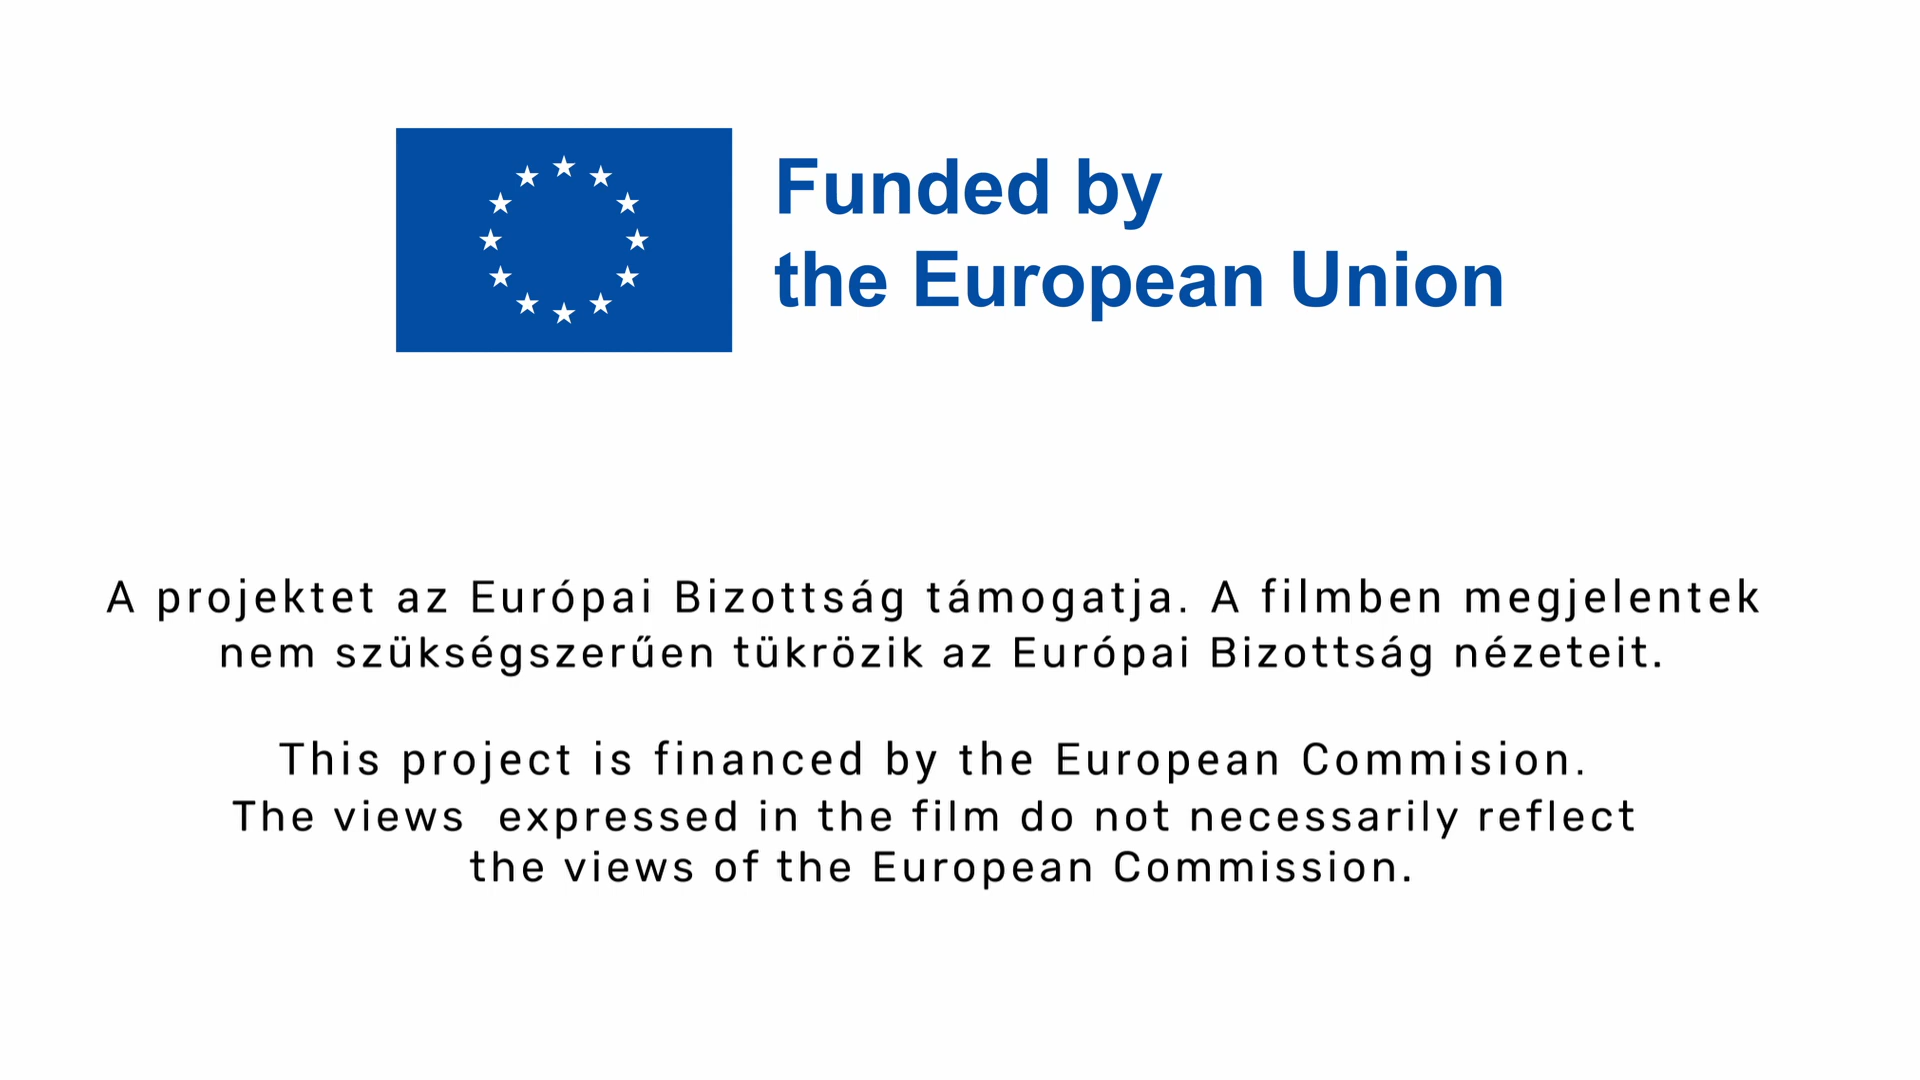 Funded by
the European Union
A projektet az Európai Bizottság támogatja. A filmben megjelentek
nem szükségszerűen tükrözik az Európai Bizottság nézeteit.
This project is financed by the European Commision.
The views expressed in the film do not necessarily reflect
the views of the European Commission.